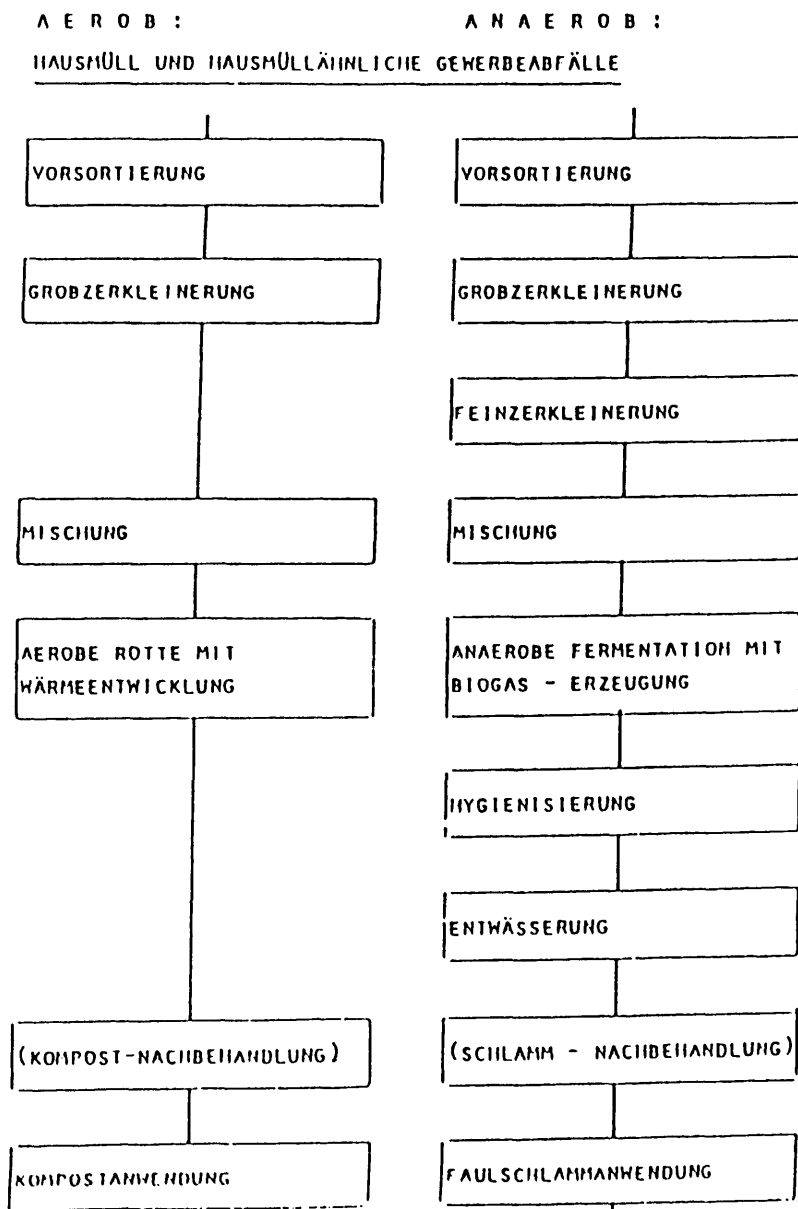 AEROB:
ANAEROB:
HAUSMÜLL UND HAUSMÜLLÄHNLICHE GEWERBEABFÄLLE
VORSORTIERUNG
VORSORTIERUNG
GROBZERKLEINERUNG
GROBZERKLEINERUNG
FEINZERKLEINERUNG
MISCHUNG
MISCHUNG
AEROBE ROTTE MIT
WÄRMEENTWICKLUNG
ANAEROBE FERMENTATION MIT
BIOGAS - ERZEUGUNG
HYGIENISIERUNG
ENTWÄSSERUNG
(KOMPOST-NACHBEHANDLUNG)
(SCHLAMM - NACHBEHANDLUNG)
KOMPOSTANWENDUNG
FAULSCHLAMMANWENDUNG